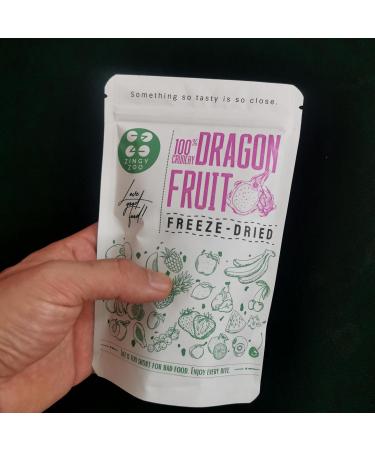 Something so tasty is so close.
ZINGY
ZOO
100%
CRUNCHY
DRAGON
FRUIT
FREEZE-DRIED
Love
good
food!!
LIFE IS TOO SHORT FOR BAD FOOD. ENJOY EVERY BITE.